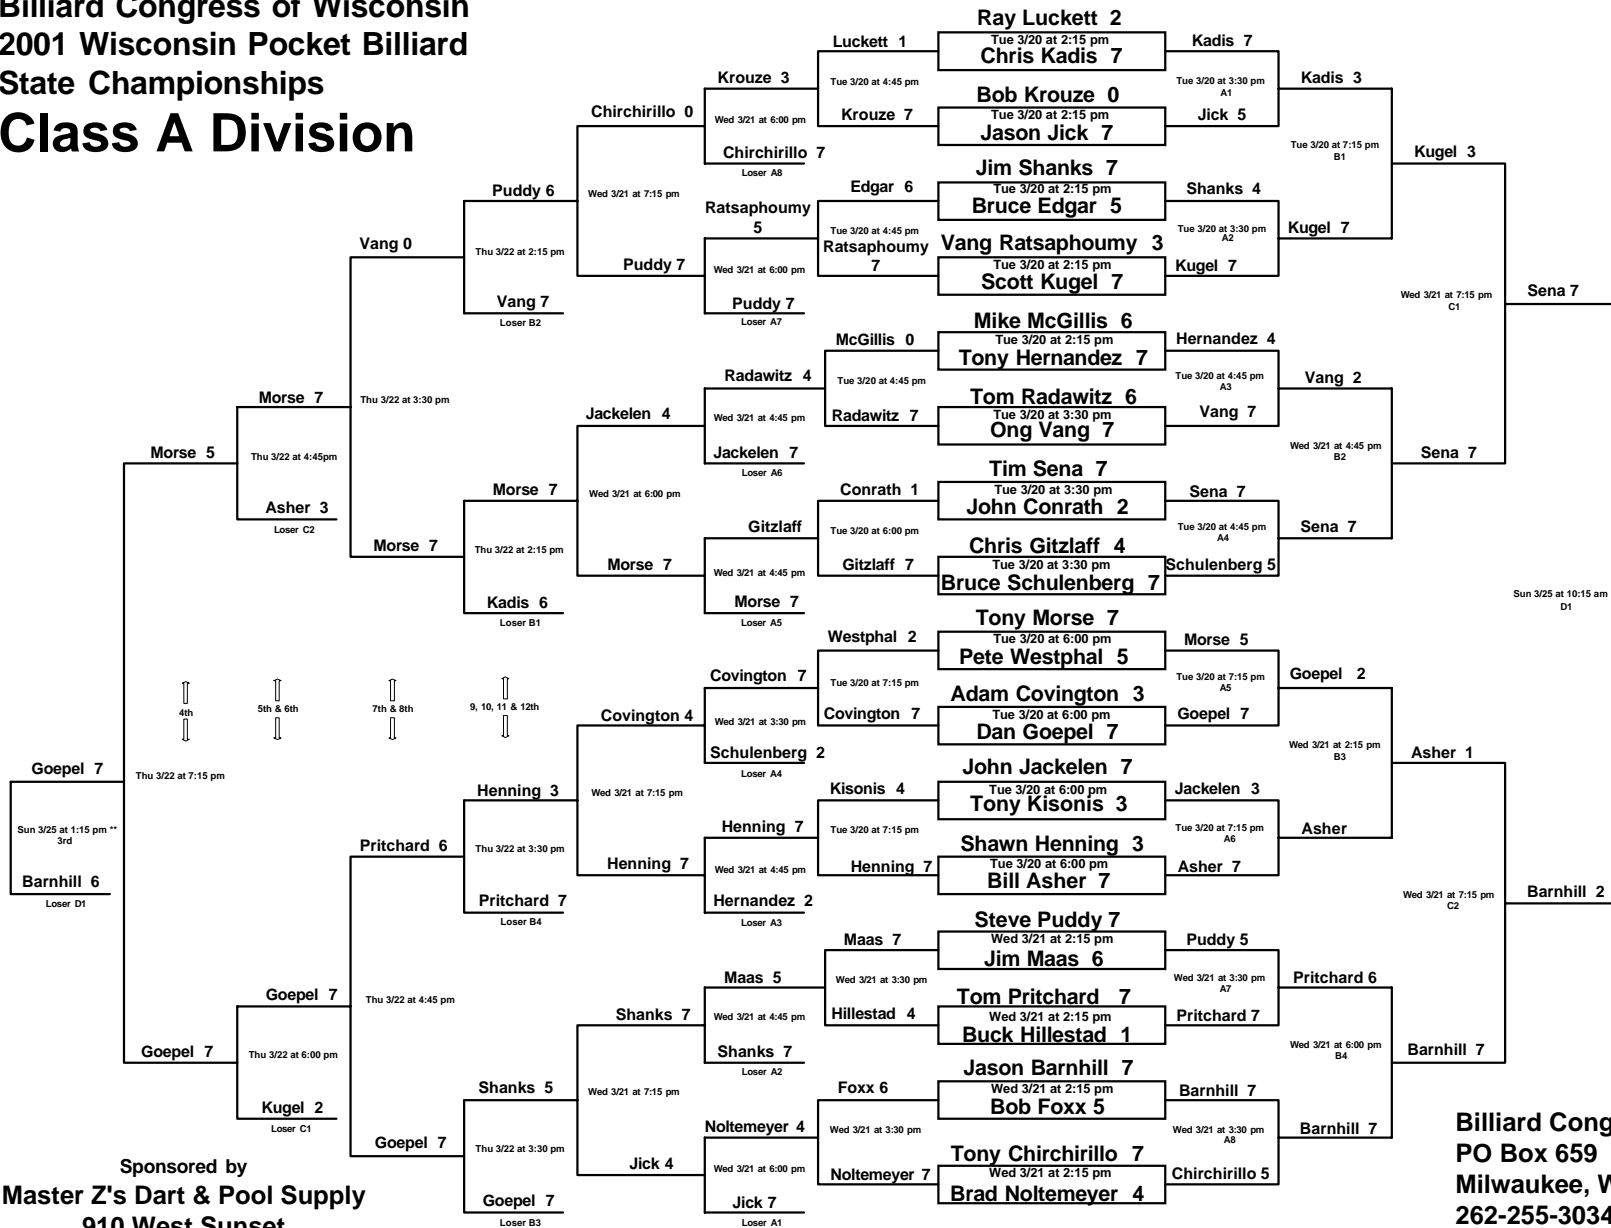 Billiard Congress of Wisconsin
2001 Wisconsin Pocket Billiard
State Championships
Class A Division
Ray Luckett 2
Tue 3/20 at 2:15 pm
Chris Kadis 7
Bob Krouze 0
Tue 3/20 at 2:15 pm
Jason Jick 7
Jim Shanks 7
Tue 3/20 at 2:15 pm
Bruce Edgar 5
Vang Ratsaphoumy 3
Tue 3/20 at 2:15 pm
Scott Kugel 7
Mike McGillis 6
Tue 3/20 at 2:15 pm
Tony Hernandez 7
Tom Radawitz 6
Tue 3/20 at 3:30 pm
Ong Vang 7
Tim Sena 7
Tue 3/20 at 3:30 pm
John Conrath 2
Chris Gitzlaff 4
Tue 3/20 at 3:30 pm
Bruce Schulenberg 7
Tony Morse 7
Tue 3/20 at 6:00 pm
Pete Westphal 5
Adam Covington 3
Tue 3/20 at 6:00 pm
Dan Goepel 7
John Jackelen 7
Tue 3/20 at 6:00 pm
Tony Kisonis 3
Shawn Henning 3
Tue 3/20 at 6:00 pm
Bill Asher 7
Steve Puddy 7
Wed 3/21 at 2:15 pm
Jim Maas 6
Tom Pritchard 7
Wed 3/21 at 2:15 pm
Buck Hillestad 1
Jason Barnhill 7
Wed 3/21 at 2:15 pm
Bob Foxx 5
Tony Chirchirillo 7
Wed 3/21 at 2:15 pm
Brad Noltemeyer 4
Kadis 7
Tue 3/20 at 3:30 pm
A1
Jick 5
Shanks 4
Tue 3/20 at 3:30 pm
A2
Kugel 7
Hernandez 4
Tue 3/20 at 4:45 pm
A3
Vang 7
Sena 7
Tue 3/20 at 4:45 pm
A4
Schulenberg 5
Morse 5
Tue 3/20 at 7:15 pm
A5
Goepel 7
Jackelen 3
Tue 3/20 at 7:15 pm
A6
Asher 7
Puddy 5
Wed 3/21 at 3:30 pm
A7
Pritchard 7
Barnhill 7
Wed 3/21 at 3:30 pm
A8
Chirchirillo 5
Kadis 3
Tue 3/20 at 7:15 pm
B1
Kugel 7
Vang 2
Wed 3/21 at 4:45 pm
B2
Sena 7
Goepel 2
Wed 3/21 at 2:15 pm
B3
Asher
Pritchard 6
Wed 3/21 at 6:00 pm
B4
Barnhill 7
Kugel 3
Wed 3/21 at 7:15 pm
C1
Sena 7
Asher 1
Wed 3/21 at 7:15 pm
C2
Barnhill 7
Sena 7
Sun 3/25 at 10:15 am
D1
Barnhill 2
Luckett 1
Tue 3/20 at 4:45 pm
Krouze 7
Edgar 6
Tue 3/20 at 4:45 pm
Ratsaphoumy
7
McGillis 0
Tue 3/20 at 4:45 pm
Radawitz 7
Conrath 1
Tue 3/20 at 6:00 pm
Gitzlaff 7
Westphal 2
Tue 3/20 at 7:15 pm
Covington 7
Kisonis 4
Tue 3/20 at 7:15 pm
Henning 7
Maas 7
Wed 3/21 at 3:30 pm
Hillestad 4
Foxx 6
Wed 3/21 at 3:30 pm
Noltemeyer 7
Krouze 3
Wed 3/21 at 6:00 pm
Chirchirillo 7
Loser A8
Ratsaphoumy
5
Wed 3/21 at 6:00 pm
Puddy 7
Loser A7
Radawitz 4
Wed 3/21 at 4:45 pm
Jackelen 7
Loser A6
Gitzlaff
Wed 3/21 at 4:45 pm
Morse 7
Loser A5
Covington 7
Wed 3/21 at 3:30 pm
Schulenberg 2
Loser A4
Henning 7
Wed 3/21 at 4:45 pm
Hernandez 2
Loser A3
Maas 5
Wed 3/21 at 4:45 pm
Shanks 7
Loser A2
Noltemeyer 4
Wed 3/21 at 6:00 pm
Jick 7
Loser A1
Chirchirillo 0
Wed 3/21 at 7:15 pm
Puddy 7
Jackelen 4
Wed 3/21 at 6:00 pm
Morse 7
Covington 4
Wed 3/21 at 7:15 pm
Henning 7
Shanks 7
Wed 3/21 at 7:15 pm
Jick 4
Puddy 6
Thu 3/22 at 2:15 pm
Vang 7
Loser B2
Morse 7
Thu 3/22 at 2:15 pm
Kadis 6
Loser B1
Henning 3
Thu 3/22 at 3:30 pm
Pritchard 7
Loser B4
Shanks 5
Thu 3/22 at 3:30 pm
Goepel 7
Loser B3
Vang 0
Thu 3/22 at 3:30 pm
Morse 7
Pritchard 6
Thu 3/22 at 4:45 pm
Goepel 7
Morse 7
Thu 3/22 at 4:45pm
Asher 3
Loser C2
Goepel 7
Thu 3/22 at 6:00 pm
Kugel 2
Loser C1
Morse 5
Thu 3/22 at 7:15 pm
Goepel 7
4th
5th & 6th
7th & 8th
9, 10, 11 & 12th
Goepel 7
Sun 3/25 at 1:15 pm **
3rd
Barnhill 6
Loser D1
Sponsored by
Master Z's Dart & Pool Supply
910 West Sunset
Billiard Cong
PO Box 659
Milwaukee, W
262-255-3034